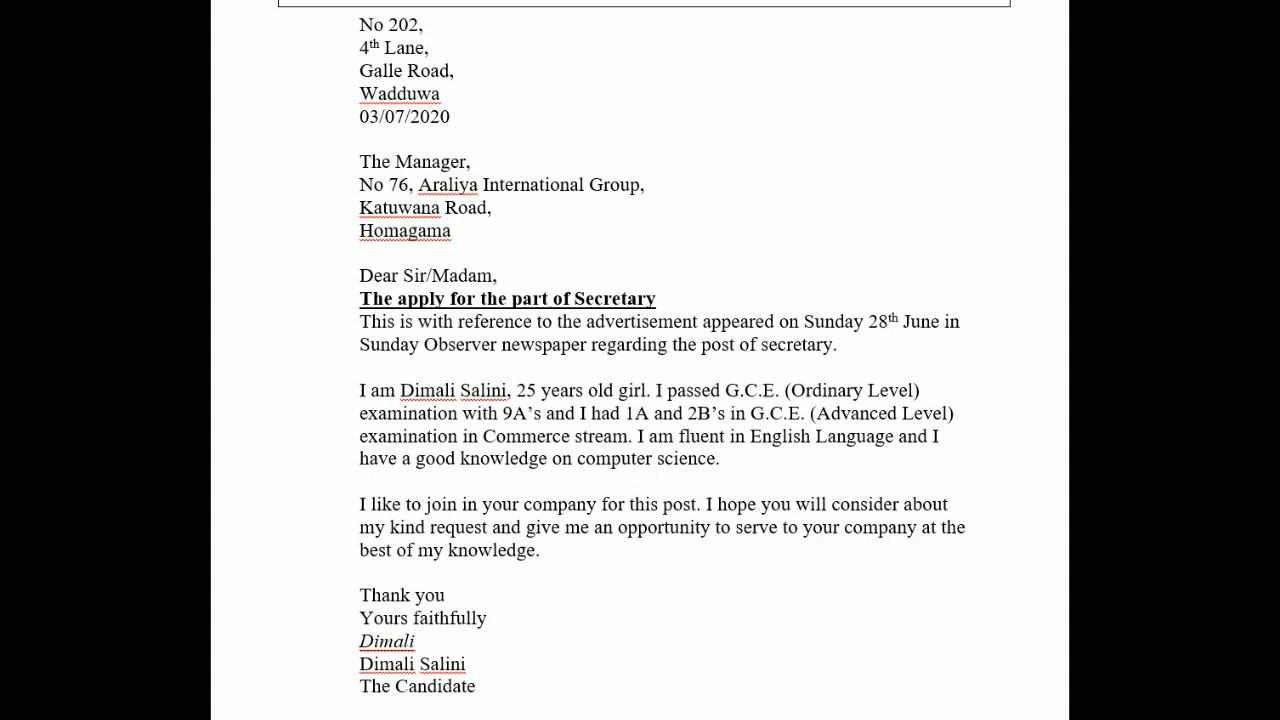 No 202,
4th Lane,
Galle Road,
Wadduwa
03/07/2020
The Manager,
No 76, Araliya International Group,
Katuwana Road,
Homagama
Dear Sir/Madam,
The apply for the part of Secretary
This is with reference to the advertisement appeared on Sunday 28th June in
Sunday Observer newspaper regarding the post of secretary.
I am Dimali Salini, 25 years old girl. I passed G.C.E. (Ordinary Level)
examination with 9A’s and I had 1A and 2B’s in G.C.E. (Advanced Level)
examination in Commerce stream. I am fluent in English Language and I
have a good knowledge on computer science.
I like to join in your company for this post. I hope you will consider about
my kind request and give me an opportunity to serve to your company at the
best of my knowledge.
Thank you
Yours faithfully
Dimali
Dimali Salini
The Candidate